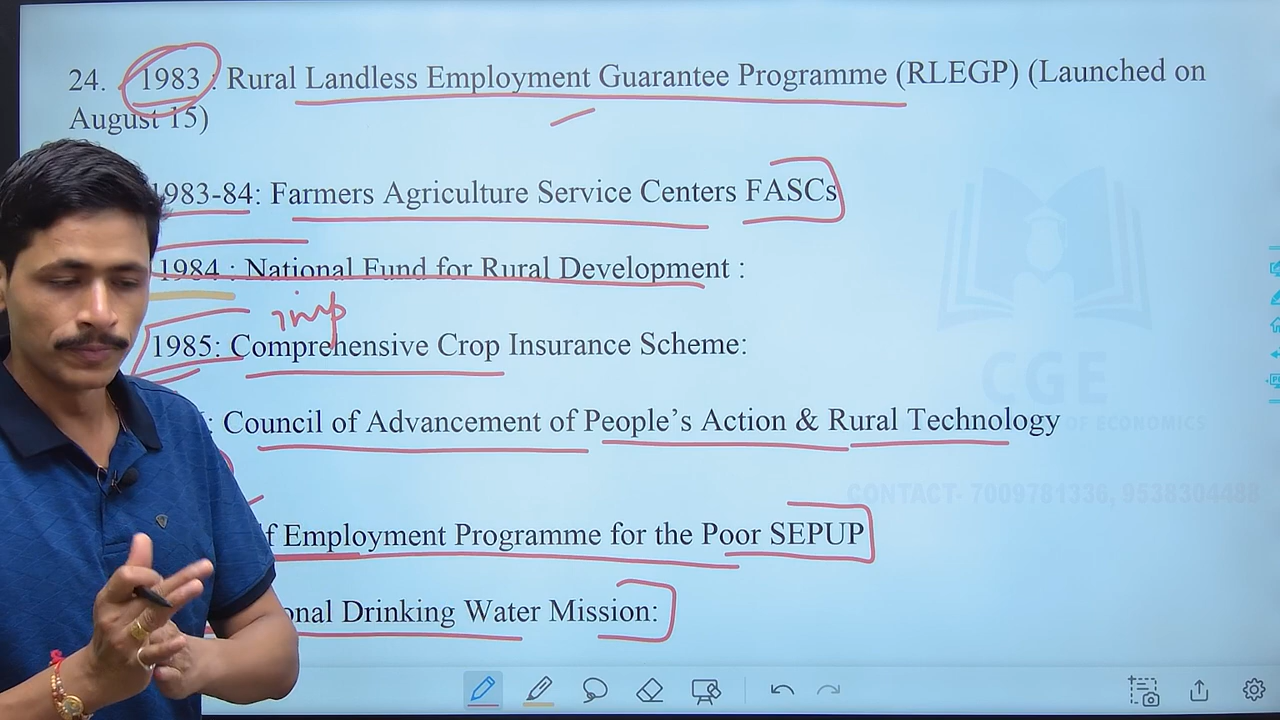 24. 1983 : Rural Landless Employment Guarantee Programme (RLEGP) (Launched on
August 15)
1983-84: Farmers Agriculture Service Centers FASCs
1984 : National Fund for Rural Development :
imp
1985: Comprehensive Crop Insurance Scheme:
: Council of Advancement of People's Action & Rural Technology
f Employment Programme for the Poor SEPUP
onal Drinking Water Mission:
CGE
OF ECONOMICS
CONTACT- 7009781336, 9538304488